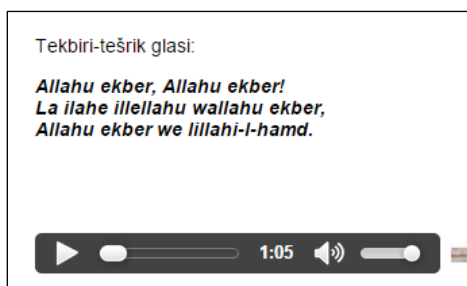 Tekbiri-tešrik glasi:
Allahu ekber, Allahu ekber!
La ilahe illellahu wallahu ekber,
Allahu ekber we lillahi-l-hamd.
1:05